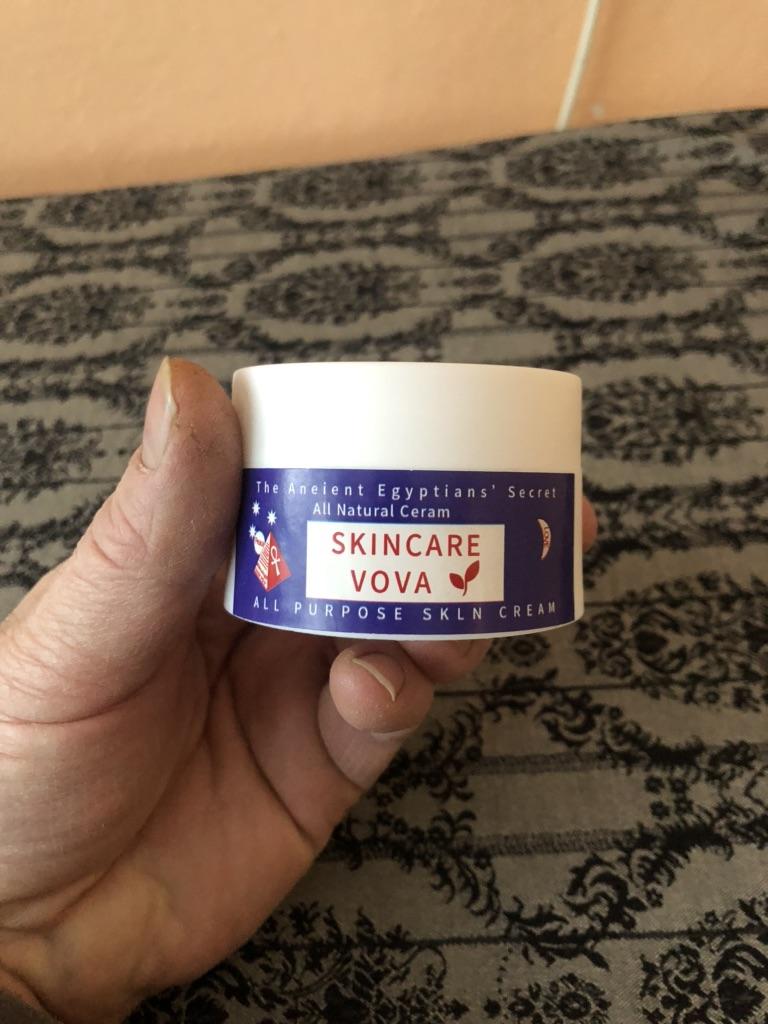 The Aneient Egyptians' Secret
All Natural Ceram
SKINCARE
VOVA
ALL PURPOSE SKLN CREAM